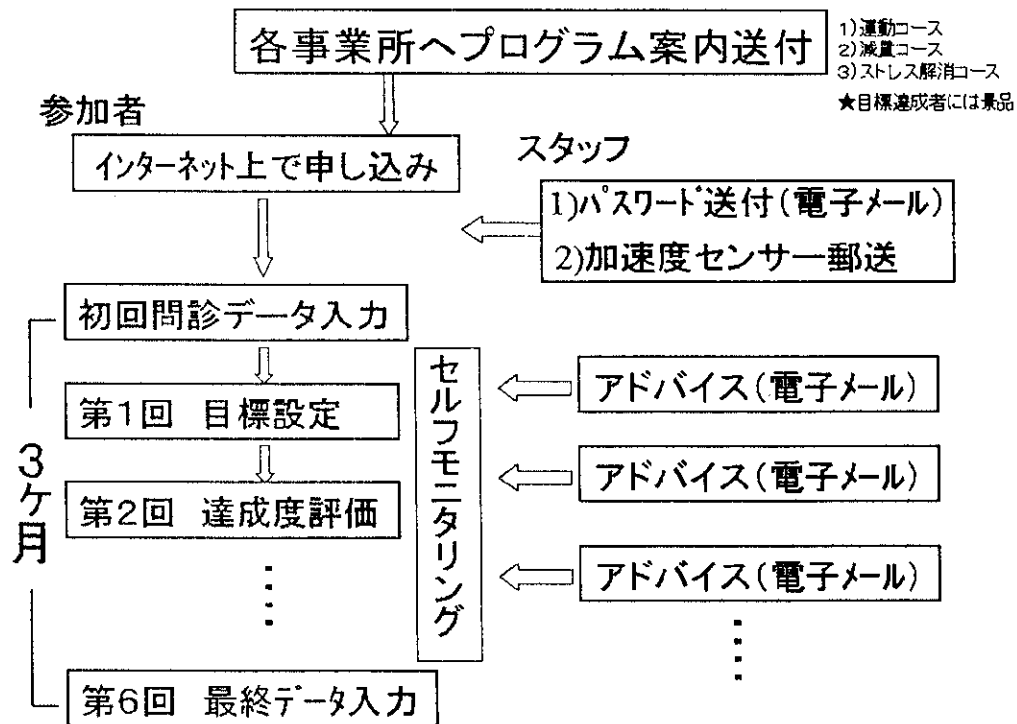 各事業所へプログラム案内送付
1)運動コース
2)減量コース
3)ストレス解消コース
★目標達成者には景品
参加者
インターネット上で申し込み
スタッフ
1)パスワード送付(電子メール)
2)加速度センサー郵送
初回問診データ入力
第1回 目標設定
第2回 達成度評価
第6回 最終データ入力
3ヶ月
セルフモニタリング
アドバイス(電子メール)
アドバイス(電子メール)
アドバイス(電子メール)